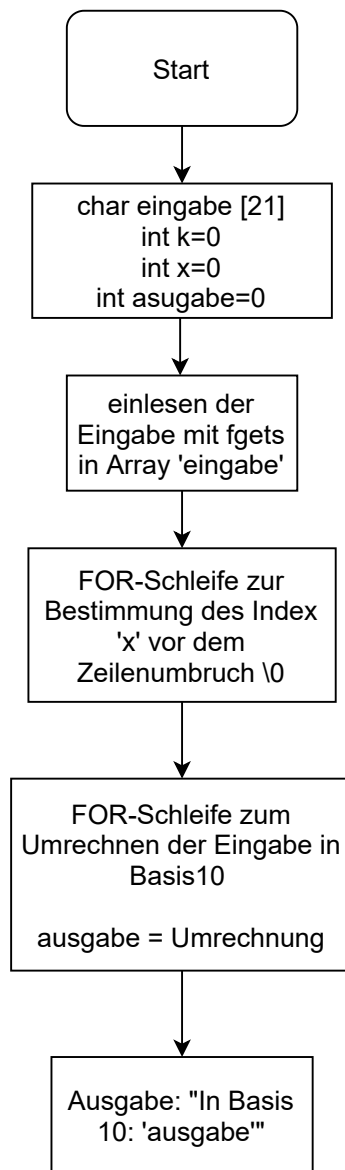 Start
char eingabe [21]
int k=0
int x=0
int asugabe=0
einlesen der
Eingabe mit fgets
in Array 'eingabe'
FOR-Schleife zur
Bestimmung des Index
'x' vor dem
Zeilenumbruch \0
FOR-Schleife zum
Umrechnen der Eingabe in
Basis10
ausgabe = Umrechnung
Ausgabe: "In Basis
10: 'ausgabe'"